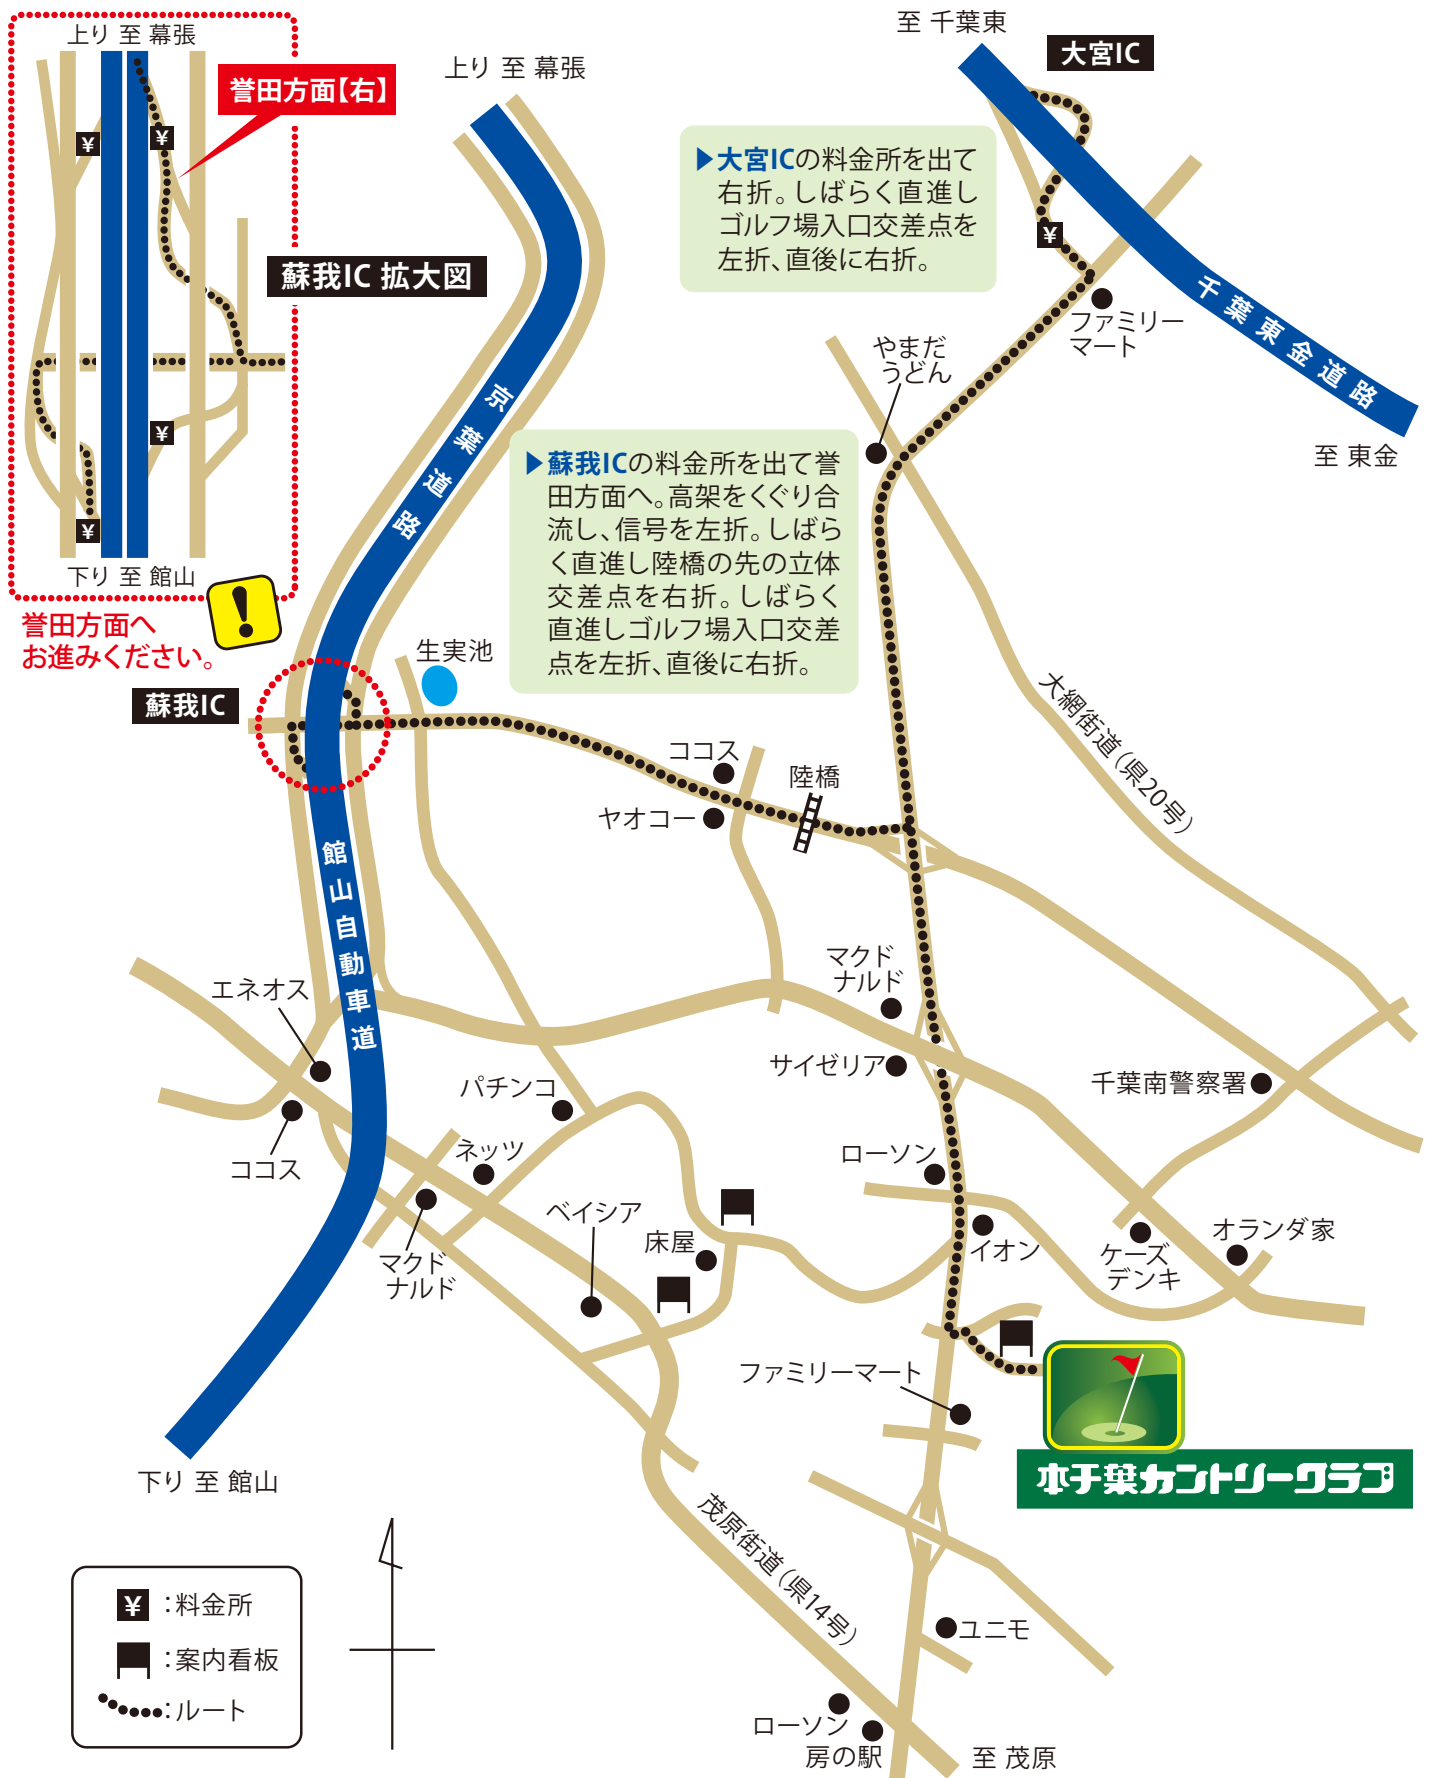 上り 至 幕張
誉田方面【右】
¥
¥
蘇我IC 拡大図
¥
¥
下り 至 館山
!
誉田方面へ
お進みください。
上り 至 幕張
至 千葉東
大宮IC
▶大宮ICの料金所を出て
右折。しばらく直進し
ゴルフ場入口交差点を
左折、直後に右折。
¥
ファミリー
マート
千葉東金道路
至 東金
やまだ
うどん
京葉道路
▶蘇我ICの料金所を出て誉
田方面へ。高架をくぐり合
流し、信号を左折。しばら
く直進し陸橋の先の立体
交差点を右折。しばらく
直進しゴルフ場入口交差
点を左折、直後に右折。
生実池
蘇我IC
大網街道(県20号)
ココス
陸橋
ヤオコー
館山自動車道
マクド
ナルド
エネオス
サイゼリア
千葉南警察署
パチンコ
ココス
ネッツ
ローソン
ベイシア
床屋
イオン
オランダ家
ケーズ
デンキ
マクド
ナルド
ファミリーマート
本千葉カントリークラブ
下り 至 館山
茂原街道(県14号)
¥:料金所
:案内看板
:ルート
ユニモ
ローソン
房の駅
至 茂原